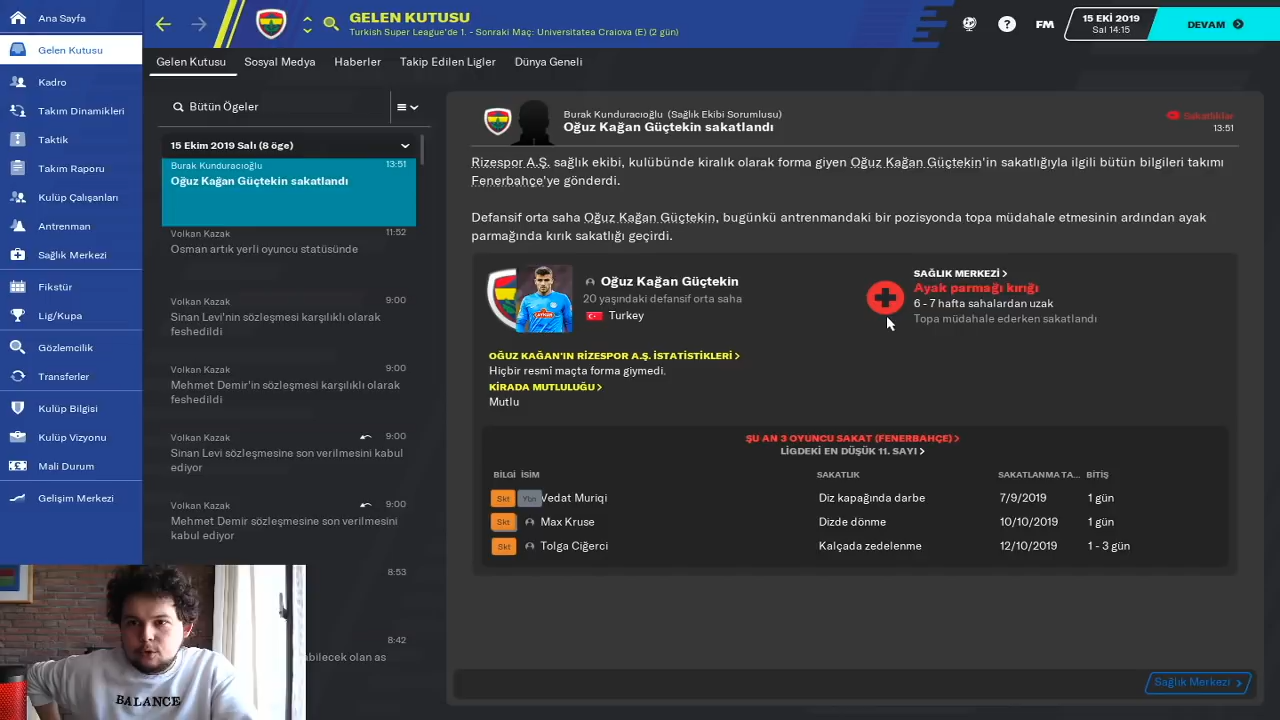 Ana Sayfa
Gelen Kutusu
Kadro
Takım Dinamikleri
Taktik
Takım Raporu
Kulüp Çalışanları
Antrenman
Sağlık Merkezi
Fikstür
Lig/Kupa
Gözlemcilik
Transferler
Kulüp Bilgisi
Kulüp Vizyonu
Mali Durum
Gelişim Merkezi
GELEN KUTUSU
Turkish Super League'de 1. - Sonraki Maç: Universitatea Craiova (E) (2 gün)
FM
15 EKİ 2019
Sal 14:15
DEVAM
Gelen Kutusu Sosyal Medya Haberler Takip Edilen Ligler Dünya Geneli
Bütün Ögeler
15 Ekim 2019 Salı (8 öge)
Burak Kunduracıoğlu 13:51
Oğuz Kağan Güçtekin sakatlandı
Volkan Kazak 11:52
Osman artık yerli oyuncu statüsünde
Volkan Kazak 9:00
Sinan Levi'nin sözleşmesi karşılıklı olarak
feshedildi
Volkan Kazak 9:00
Mehmet Demir'in sözleşmesi karşılıklı olarak
feshedildi
Volkan Kazak 9:00
Sinan Levi sözleşmesine son verilmesini kabul
ediyor
Volkan Kazak 9:00
Mehmet Demir sözleşmesine son verilmesini
kabul ediyor
8:53
8:42
abilecek olan as
BALANCE
Burak Kunduracıoğlu (Sağlık Ekibi Sorumlusu)
Oğuz Kağan Güçtekin sakatlandı
Sakatlıklar
13:51
Rizespor A.Ş. sağlık ekibi, kulübünde kiralık olarak forma giyen Oğuz Kağan Güçtekin'in sakatlığıyla ilgili bütün bilgileri takımı
Fenerbahçe'ye gönderdi.
Defansif orta saha Oğuz Kağan Güçtekin, bugünkü antrenmandaki bir pozisyonda topa müdahale etmesinin ardından ayak
parmağında kırık sakatlığı geçirdi.
Oğuz Kağan Güçtekin
20 yaşındaki defansif orta saha
Turkey
SAĞLIK MERKEZİ >
Ayak parmağı kırığı
6 - 7 hafta sahalardan uzak
Topa müdahale ederken sakatlandı
OĞUZ KAĞAN'IN RİZESPOR A.Ş. İSTATİSTİKLERİ >
Hiçbir resmî maçta forma giymedi.
KİRADA MUTLULUĞU >
Mutlu
ŞU AN 3 OYUNCU SAKAT (FENERBAHÇE) >
LİGDEKİ EN DÜŞÜK 11. SAYI >
BİLGİ İSİM SAKATLIK SAKATLANMA TA... BİTİŞ
Skt Ybn Vedat Muriqi Diz kapağında darbe 7/9/2019 1 gün
Skt Max Kruse Dizde dönme 10/10/2019 1 gün
Skt Tolga Ciğerci Kalçada zedelenme 12/10/2019 1 - 3 gün
Sağlık Merkezi >